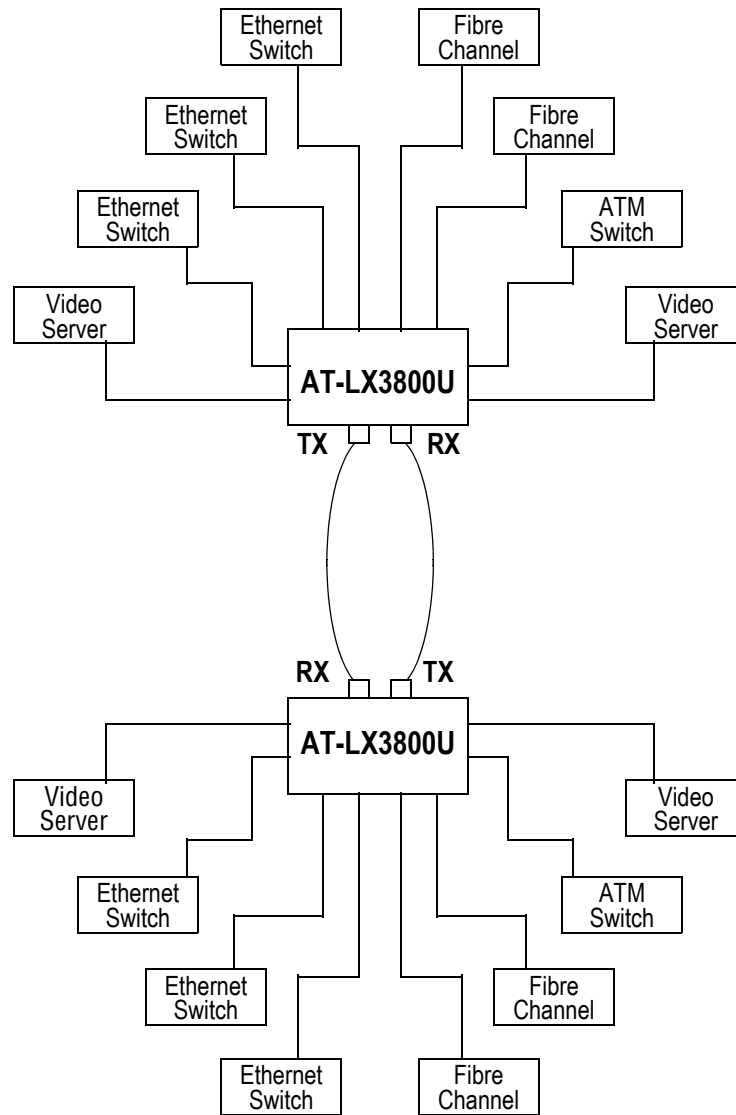 Ethernet
Switch
Fibre
Channel
Ethernet
Switch
Fibre
Channel
Ethernet
Switch
ATM
Switch
Video
Server
Video
Server
AT-LX3800U
TX
RX
RX
TX
AT-LX3800U
Video
Server
Video
Server
Ethernet
Switch
ATM
Switch
Ethernet
Switch
Fibre
Channel
Ethernet
Switch
Fibre
Channel